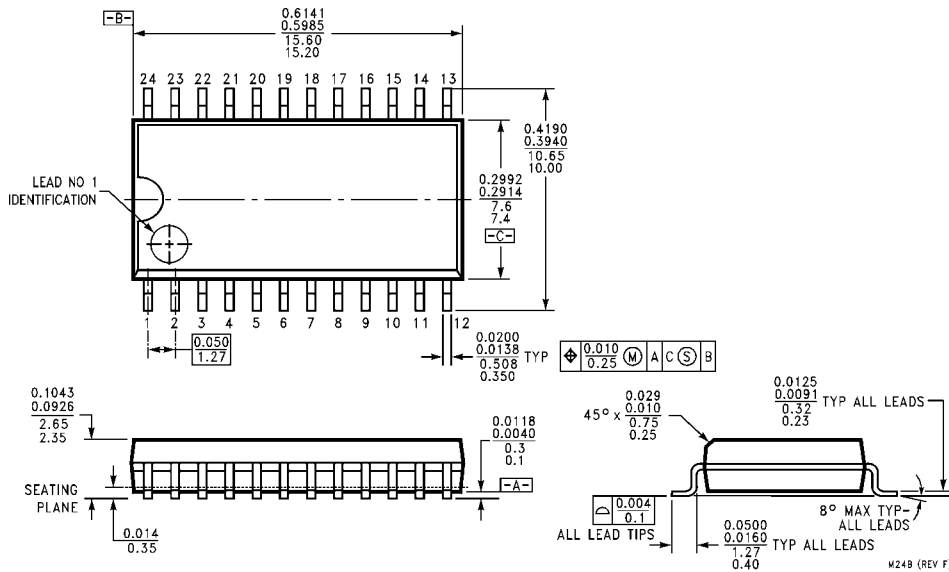 -B-
0.6141
0.5985
15.60
15.20
24 23 22 21 20 19 18 17 16 15 14 13
LEAD NO 1
IDENTIFICATION
0.4190
0.3940
10.65
10.00
0.2992
0.2914
7.6
7.4
-C-
1 2 3 4 5 6 7 8 9 10 11 12
0.050
1.27
0.0200
0.0138
0.508
0.350
TYP
⌖ 0.010
0.25 Ⓜ A C Ⓢ B
0.1043
0.0926
2.65
2.35
0.0118
0.0040
0.3
0.1
-A-
SEATING
PLANE
0.014
0.35
45° x
0.029
0.010
0.75
0.25
0.0125
0.0091
0.32
0.23
TYP ALL LEADS
0.004
0.1
ALL LEAD TIPS
0.0500
0.0160
1.27
0.40
TYP ALL LEADS
8° MAX TYP-
ALL LEADS
M24B (REV F)